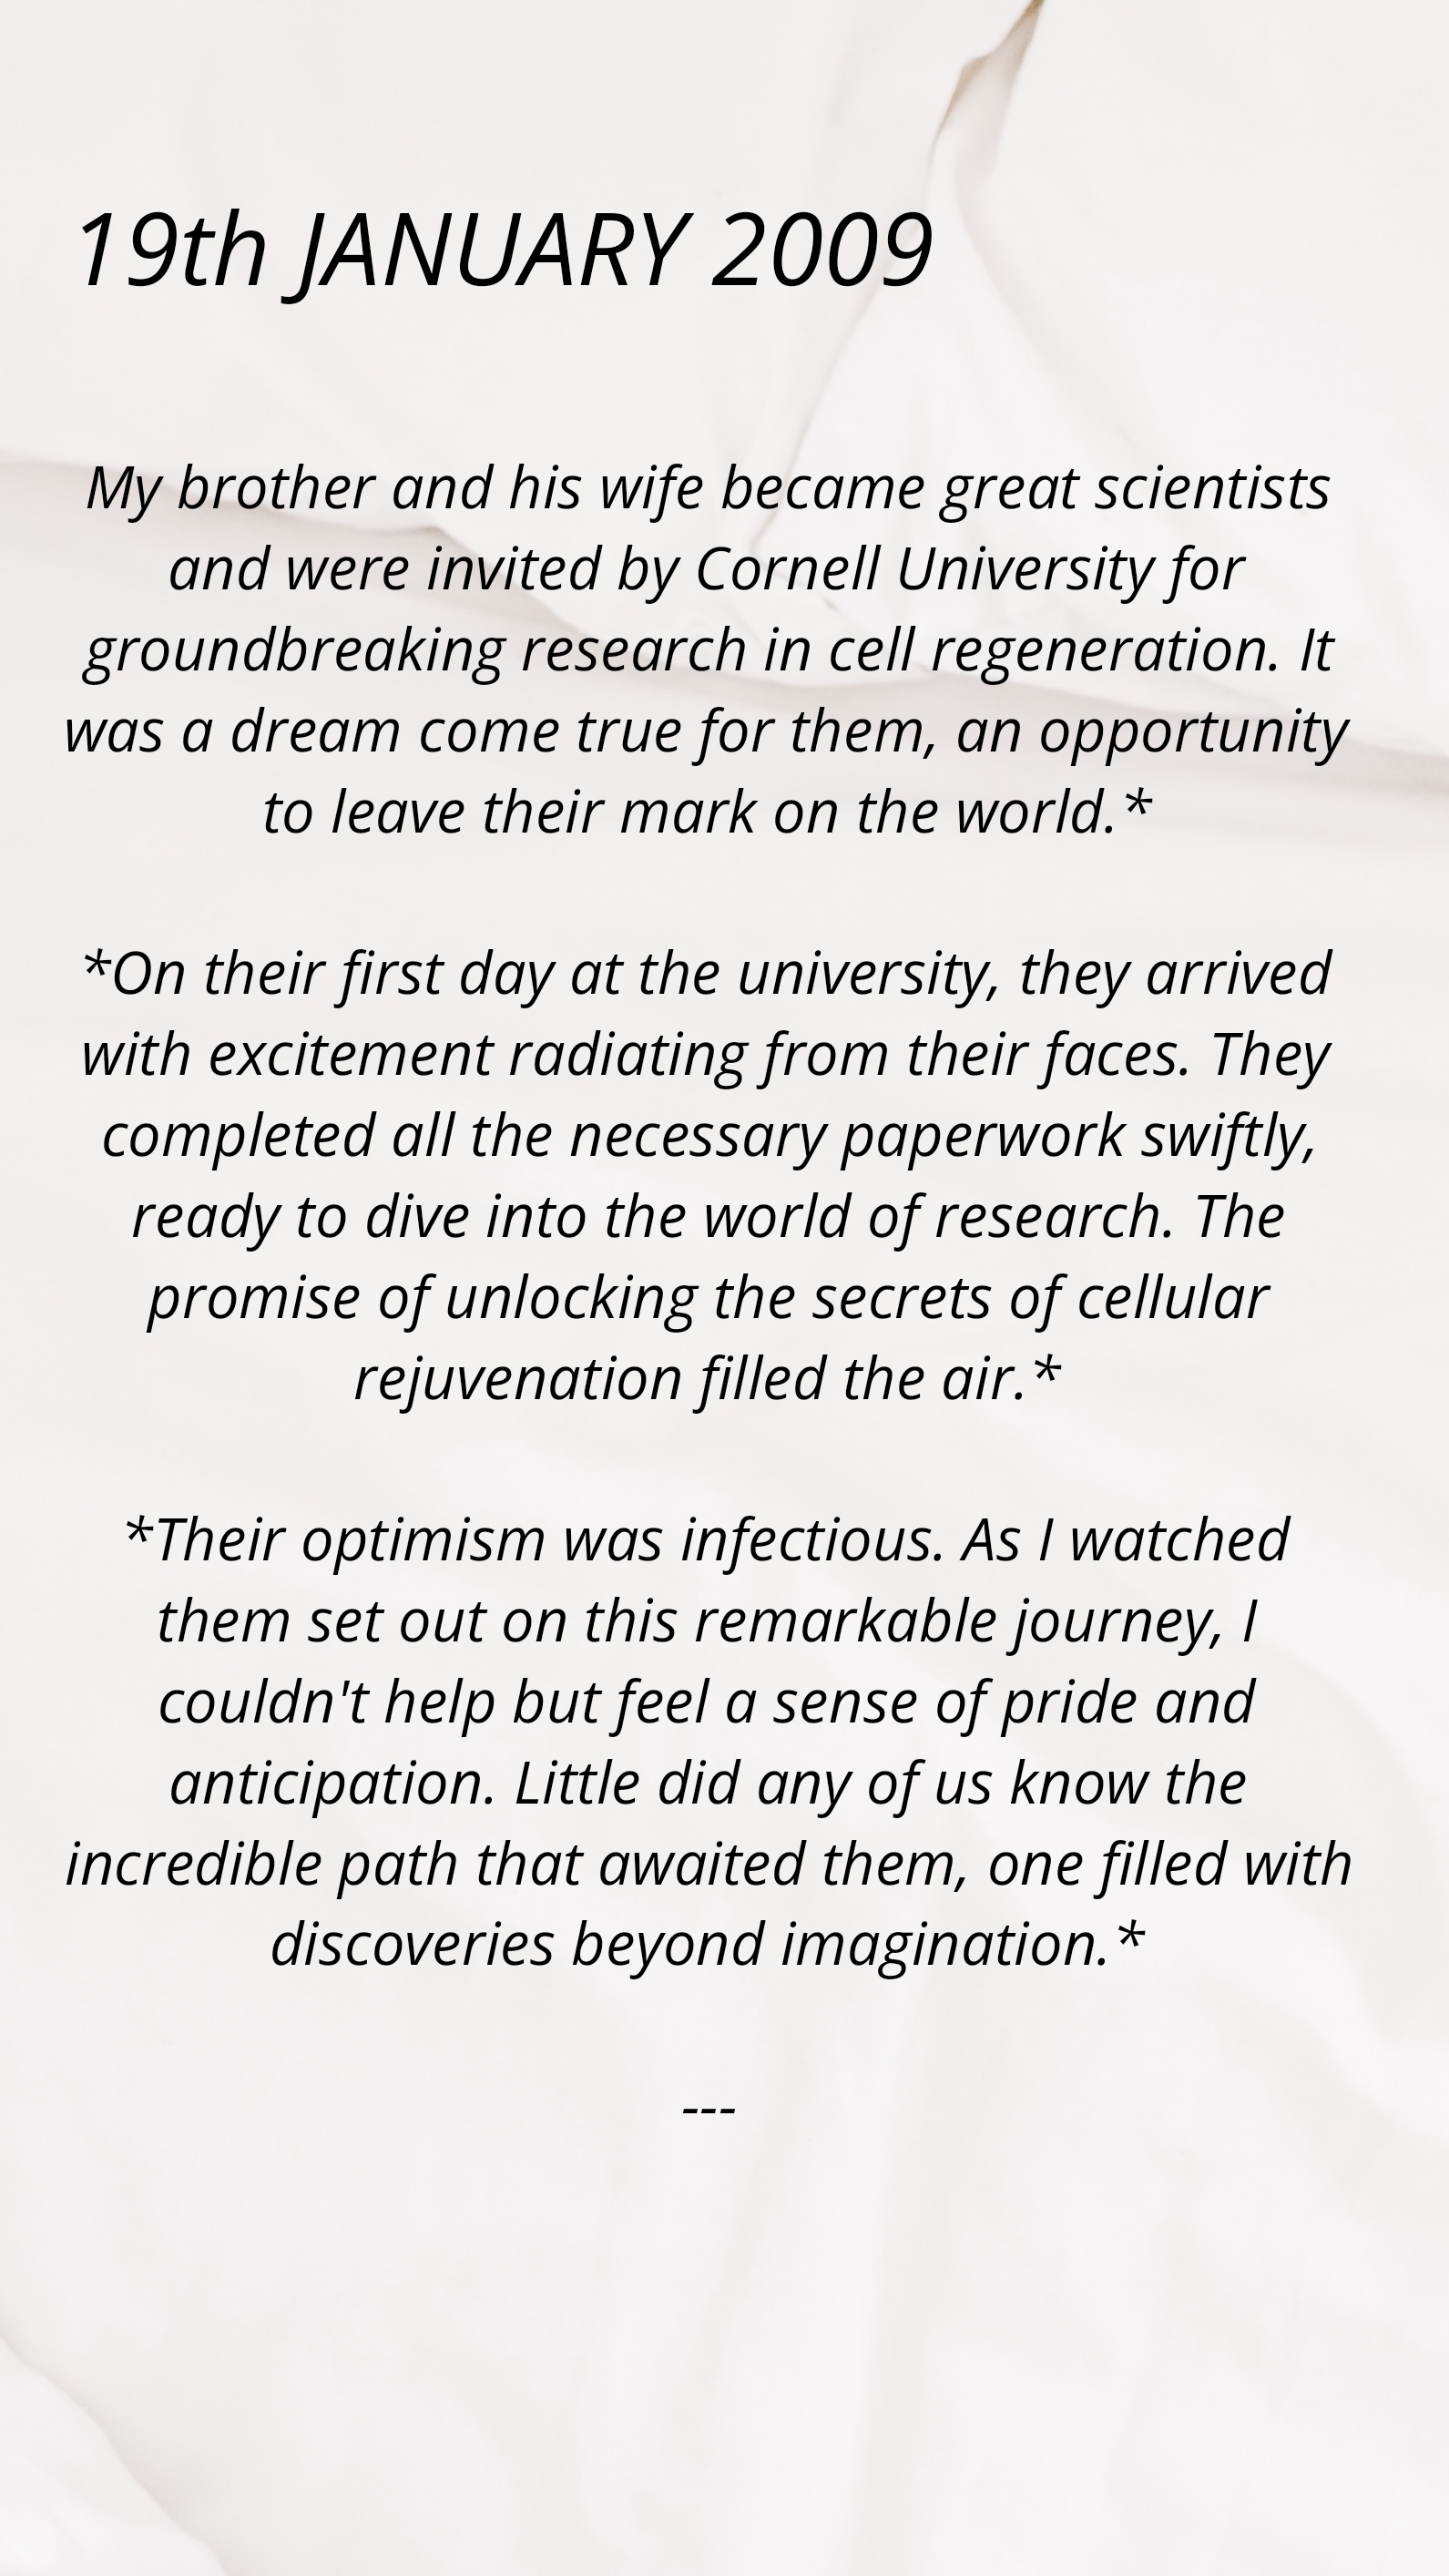 19th JANUARY 2009
My brother and his wife became great scientists
and were invited by Cornell University for
groundbreaking research in cell regeneration. It
was a dream come true for them, an opportunity
to leave their mark on the world.*
*On their first day at the university, they arrived
with excitement radiating from their faces. They
completed all the necessary paperwork swiftly,
ready to dive into the world of research. The
promise of unlocking the secrets of cellular
rejuvenation filled the air.*
*Their optimism was infectious. As I watched
them set out on this remarkable journey, I
couldn't help but feel a sense of pride and
anticipation. Little did any of us know the
incredible path that awaited them, one filled with
discoveries beyond imagination.*
---